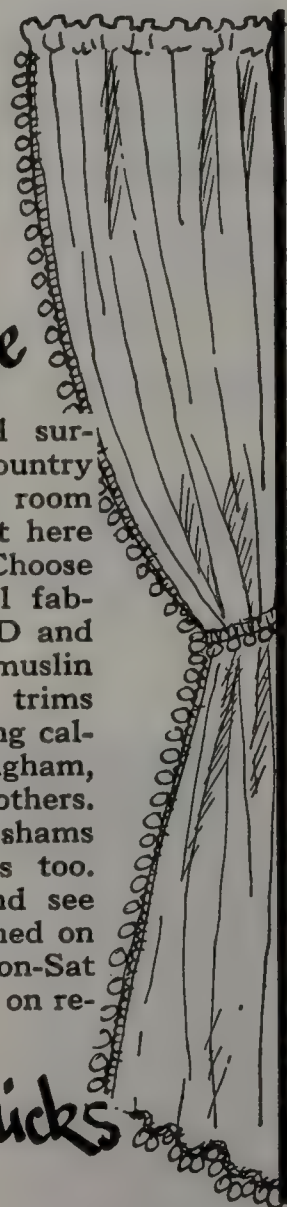 e
l sur-
ountry
room
t here
Choose
l fab-
D and
muslin
trims
ng cal-
gham,
others.
shams
s too.
nd see
ned on
on-Sat
on re-
icks